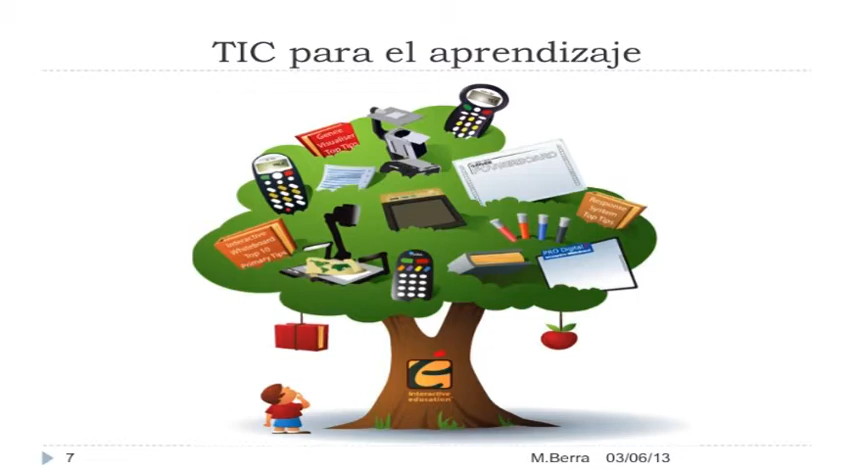 TIC para el aprendizaje
Genee
Visualiser
Top Tips
POWERBOARD
Response
System
Top Tips
Interactive
Whiteboard
Top 10
Primary Tips
PRO Digital
interactive
education
7
M.Berra
03/06/13